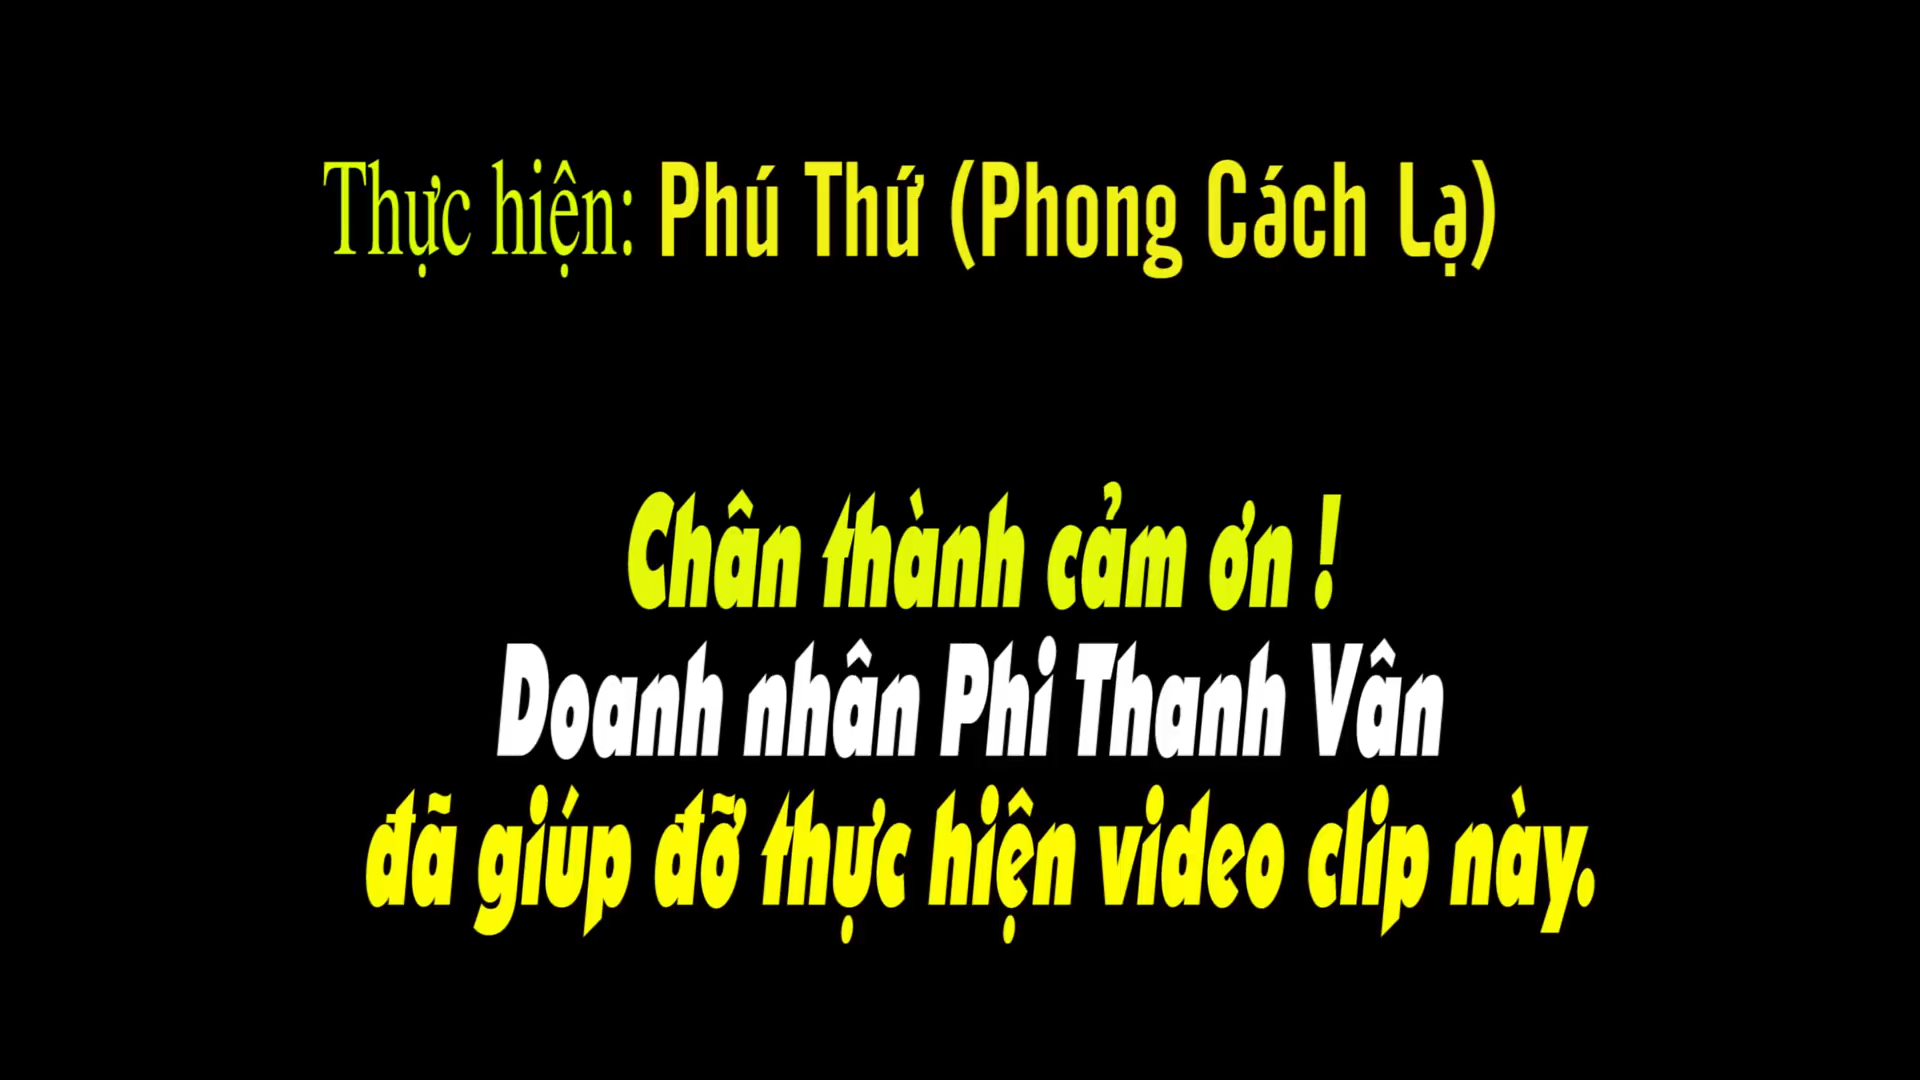 Thực hiện: Phú Thứ (Phong Cách Lạ)
Chân thành cảm ơn !
Doanh nhân Phi Thanh Vân
đã giúp đỡ thực hiện video clip này.